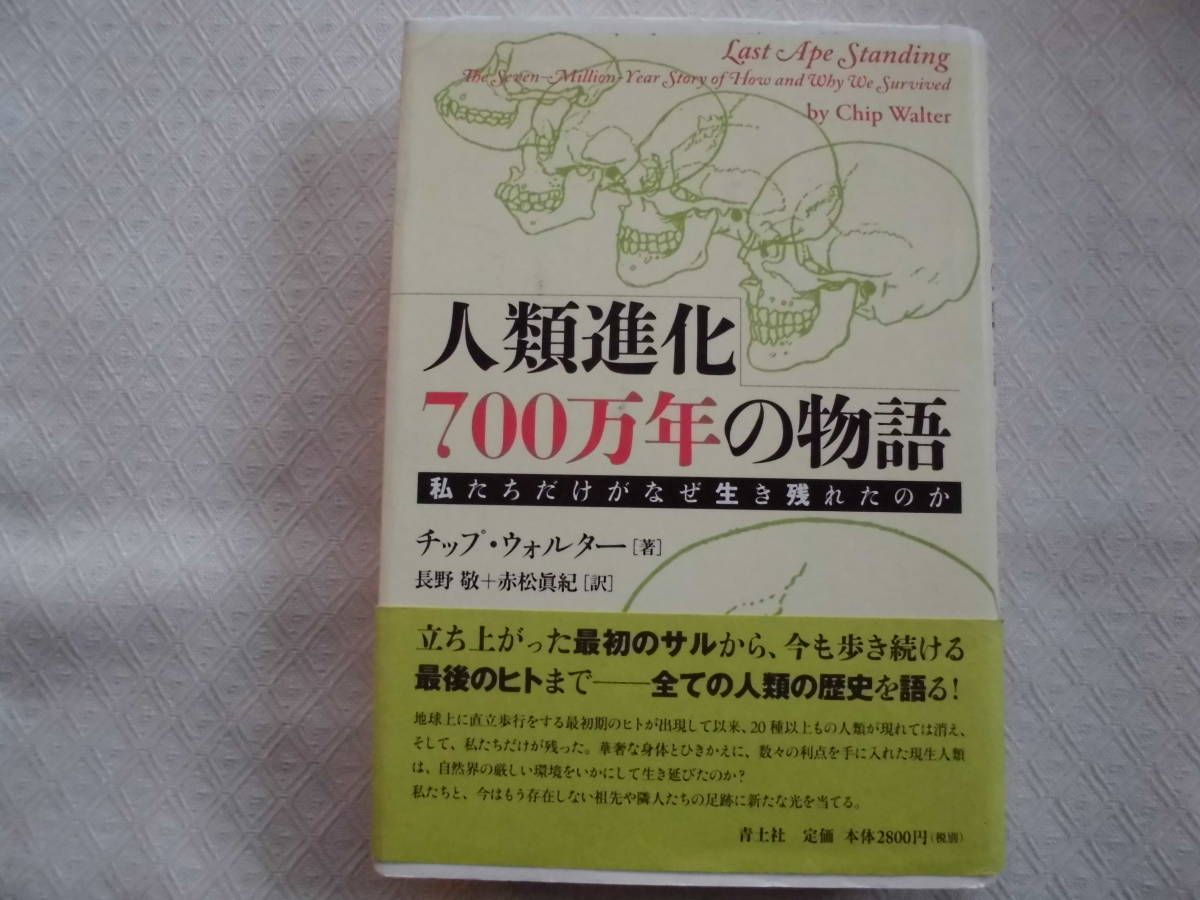 Last Ape Standing
The Seven-Million-Year Story of How and Why We Survived
by Chip Walter
人類進化
700万年の物語
私たちだけがなぜ生き残れたのか
チップ・ウォルター[著]
長野 敬+赤松眞紀[訳]
立ち上がった最初のサルから、今も歩き続ける
最後のヒトまで――全ての人類の歴史を語る!
地球上に直立歩行をする最初期のヒトが出現して以来、20種以上もの人類が現れては消え、
そして、私たちだけが残った。華奢な身体とひきかえに、数々の利点を手に入れた現生人類
は、自然界の厳しい環境をいかにして生き延びたのか?
私たちと、今はもう存在しない祖先や隣人たちの足跡に新たな光を当てる。
青土社 定価 本体2800円(税別)